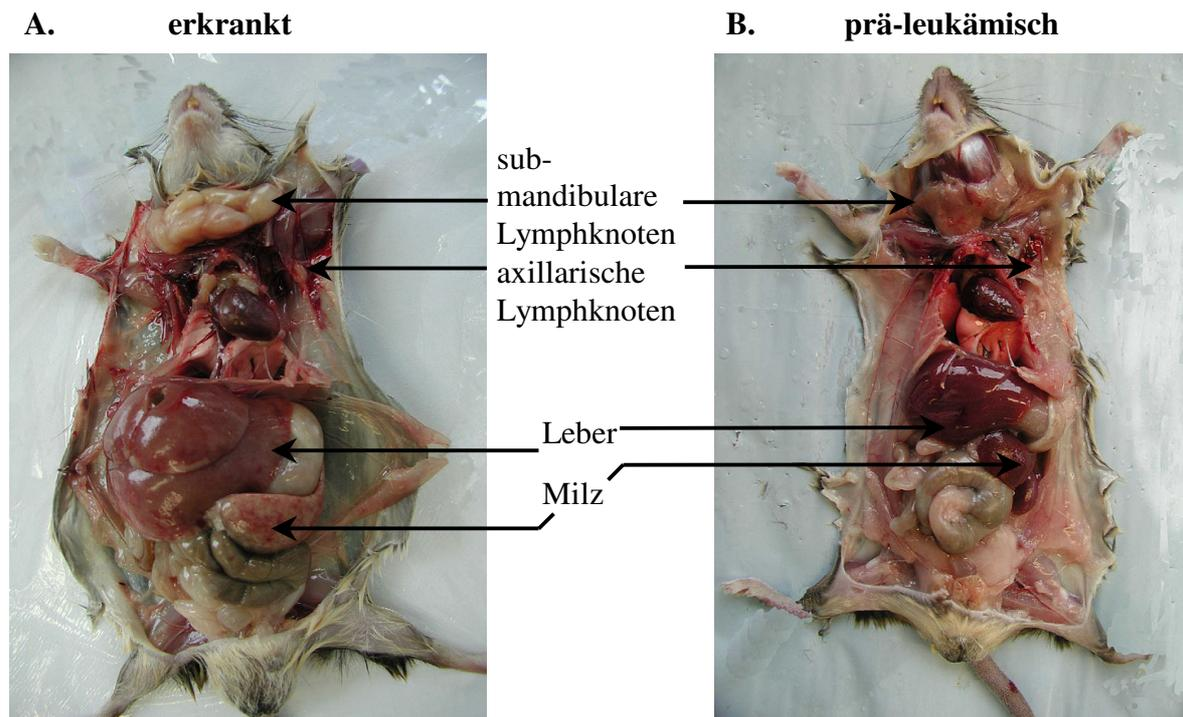 A. erkrankt
B. prä-leukämisch
sub-
mandibulare
Lymphknoten
axillarische
Lymphknoten
Leber
Milz